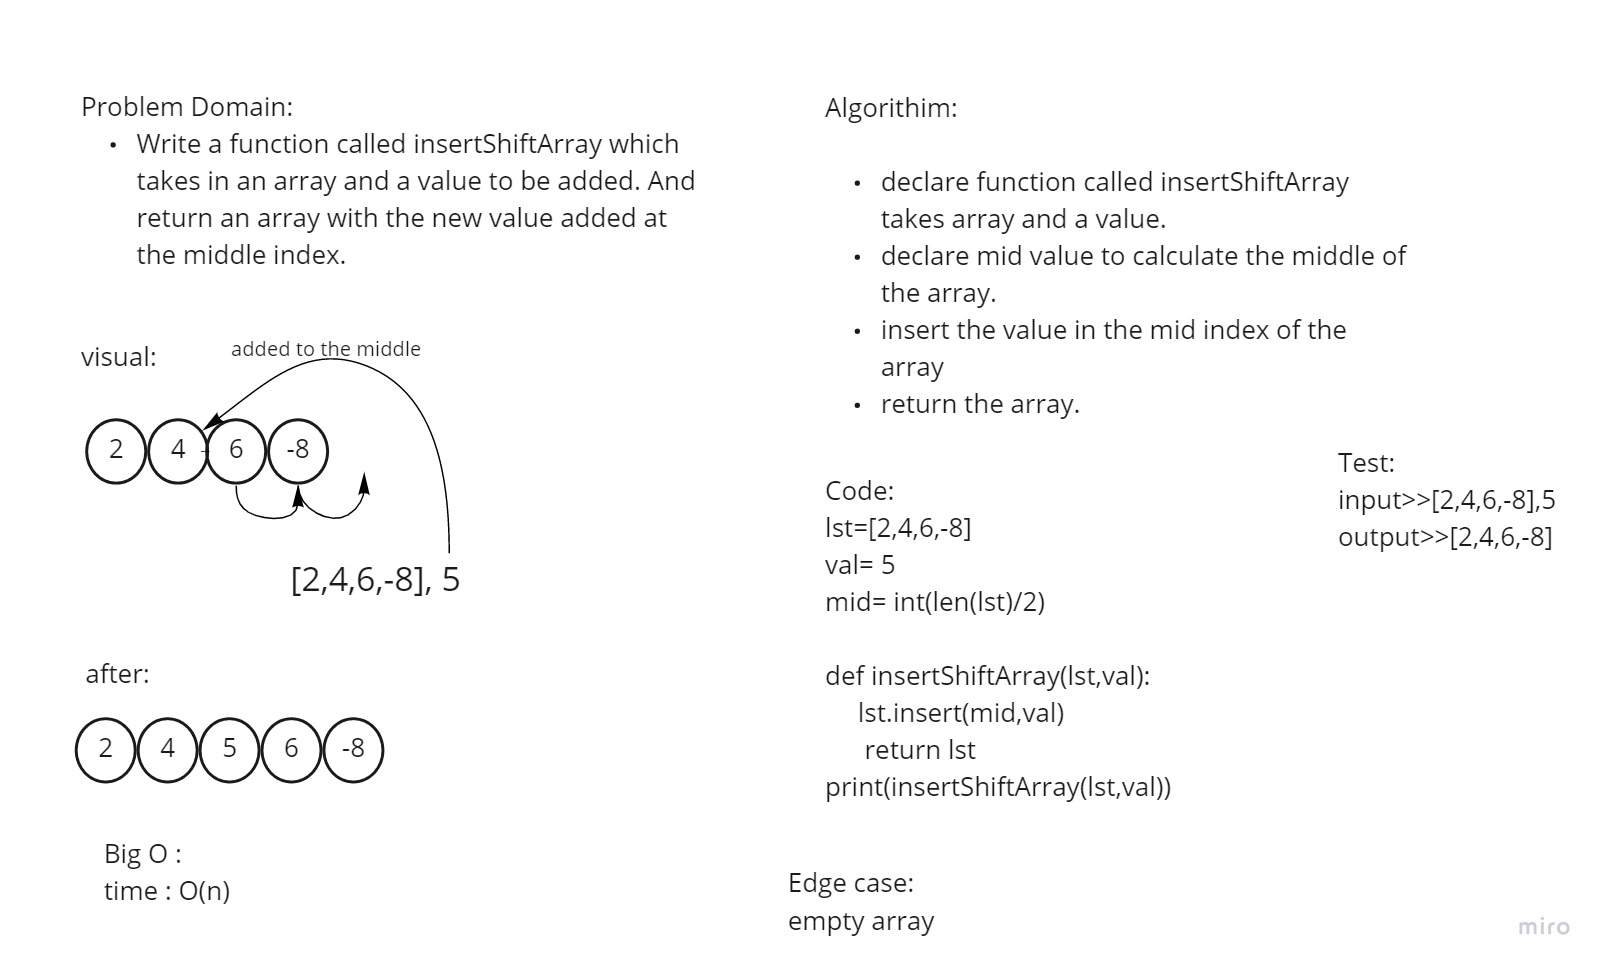 Problem Domain:
• Write a function called insertShiftArray which
takes in an array and a value to be added. And
return an array with the new value added at
the middle index.
visual:
added to the middle
2 4 6 -8
[2,4,6,-8], 5
after:
2 4 5 6 -8
Big O :
time : O(n)
Algorithim:
• declare function called insertShiftArray
takes array and a value.
• declare mid value to calculate the middle of
the array.
• insert the value in the mid index of the
array
• return the array.
Code:
lst=[2,4,6,-8]
val= 5
mid= int(len(lst)/2)
def insertShiftArray(lst,val):
lst.insert(mid,val)
return lst
print(insertShiftArray(lst,val))
Test:
input>>[2,4,6,-8],5
output>>[2,4,6,-8]
Edge case:
empty array
miro